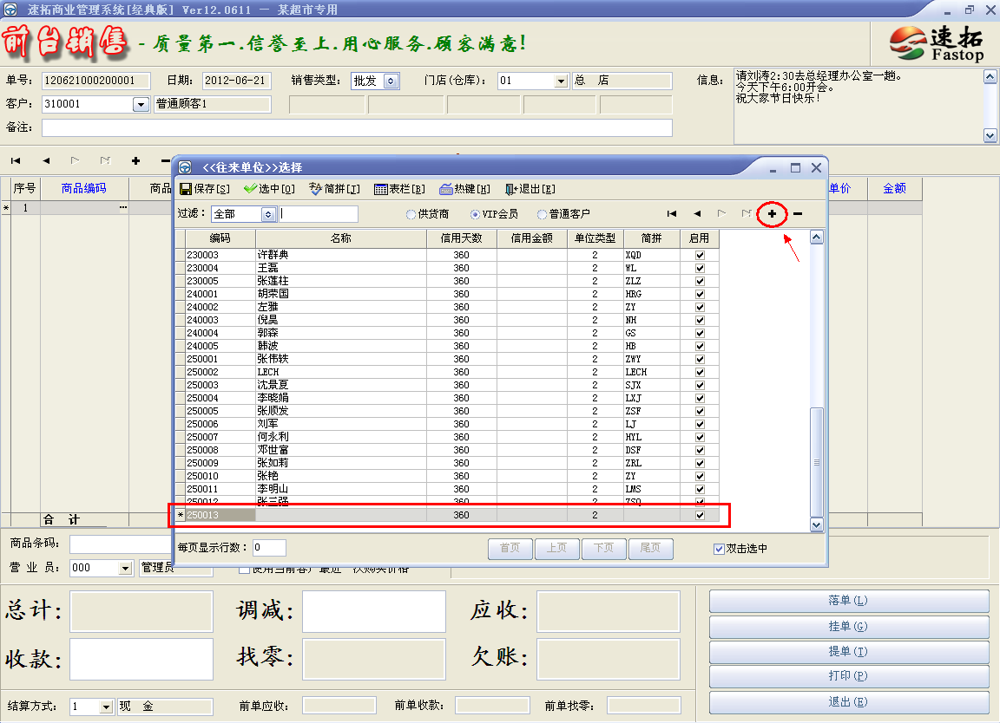 速拓商业管理系统[经典版] Ver12.0611 — 某超市专用
前台销售 - 质量第一.信誉至上.用心服务.顾客满意!
速拓 Fastop
单号: 120621000200001 日期: 2012-06-21 销售类型: 批发 门店(仓库): 01 总 店 信息:
请刘涛2:30去总经理办公室一趟。
今天下午6:00开会。
祝大家节日快乐!
客户: 310001 普通顾客1
备注:
序号 商品编码 商品 单价 金额
* 1 ...
合 计
<<往来单位>>选择
保存[S] 选中[O] 简拼[J] 表栏[B] 热键[H] 退出[E]
过滤: 全部 供货商 VIP会员 普通客户
编码 名称 信用天数 信用金额 单位类型 简拼 启用
230003 许群典 360 2 XQD
230004 王磊 360 2 WL
230005 张莲柱 360 2 ZLZ
240001 胡荣国 360 2 HRG
240002 左雅 360 2 ZY
240003 倪昊 360 2 NH
240004 郭森 360 2 GS
240005 韩波 360 2 HB
250001 张伟轶 360 2 ZWY
250002 LECH 360 2 LECH
250003 沈景夏 360 2 SJX
250004 李晓娟 360 2 LXJ
250005 张顺发 360 2 ZSF
250006 刘军 360 2 LJ
250007 何永利 360 2 HYL
250008 邓世富 360 2 DSF
250009 张如莉 360 2 ZRL
250010 张艳 360 2 ZY
250011 李明山 360 2 LMS
250012 张三强 360 2 ZSQ
* 250013 360 2
每页显示行数: 0 首页 上页 下页 尾页 双击选中
商品条码:
营 业 员: 000 管理员 使用当前客户最近一次购买价格
总计: 调减: 应收:
收款: 找零: 欠账:
结算方式: 1 现 金 前单应收: 前单收款: 前单找零:
落单(L)
挂单(G)
提单(T)
打印(P)
退出(E)